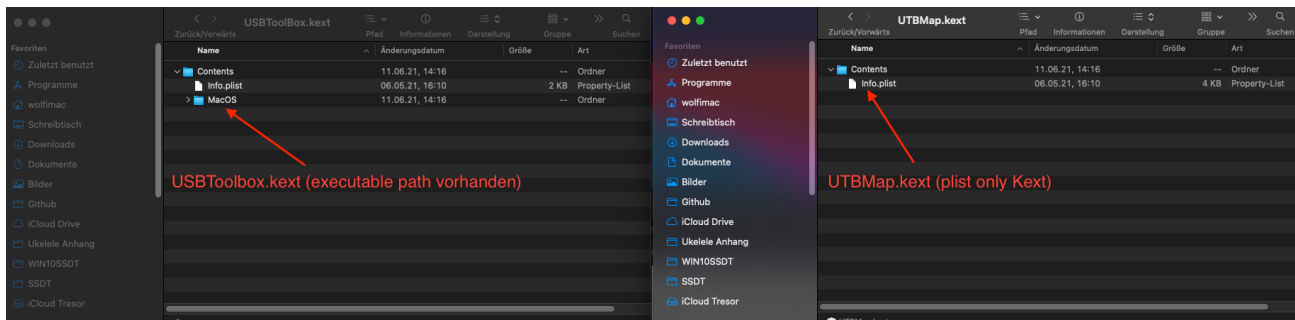 USBToolBox.kext
Zurück/Vorwärts
Pfad Informationen Darstellung Gruppe Suchen
Favoriten
Zuletzt benutzt
Programme
wolfimac
Schreibtisch
Downloads
Dokumente
Bilder
Github
iCloud Drive
Ukelele Anhang
WIN10SSDT
SSDT
iCloud Tresor
Name Änderungsdatum Größe Art
Contents 11.06.21, 14:16 -- Ordner
Info.plist 06.05.21, 16:10 2 KB Property-List
MacOS 11.06.21, 14:16 -- Ordner
USBToolbox.kext (executable path vorhanden)
UTBMap.kext
Zurück/Vorwärts
Pfad Informationen Darstellung Gruppe Suchen
Favoriten
Zuletzt benutzt
Programme
wolfimac
Schreibtisch
Downloads
Dokumente
Bilder
Github
iCloud Drive
Ukelele Anhang
WIN10SSDT
SSDT
iCloud Tresor
Name Änderungsdatum Größe Art
Contents 11.06.21, 14:16 -- Ordner
Info.plist 06.05.21, 16:10 4 KB Property-List
UTBMap.kext (plist only Kext)